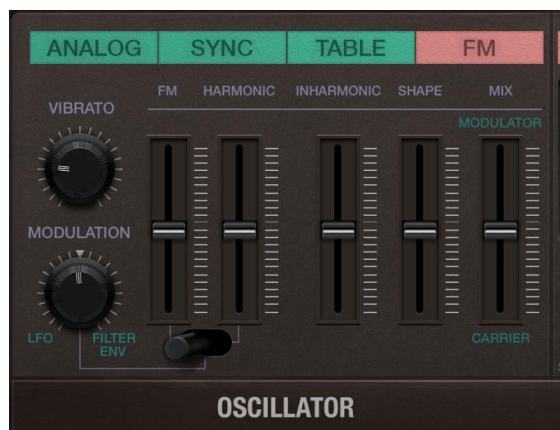 ANALOG SYNC TABLE FM
FM HARMONIC INHARMONIC SHAPE MIX
VIBRATO
MODULATOR
MODULATION
LFO FILTER ENV CARRIER
OSCILLATOR